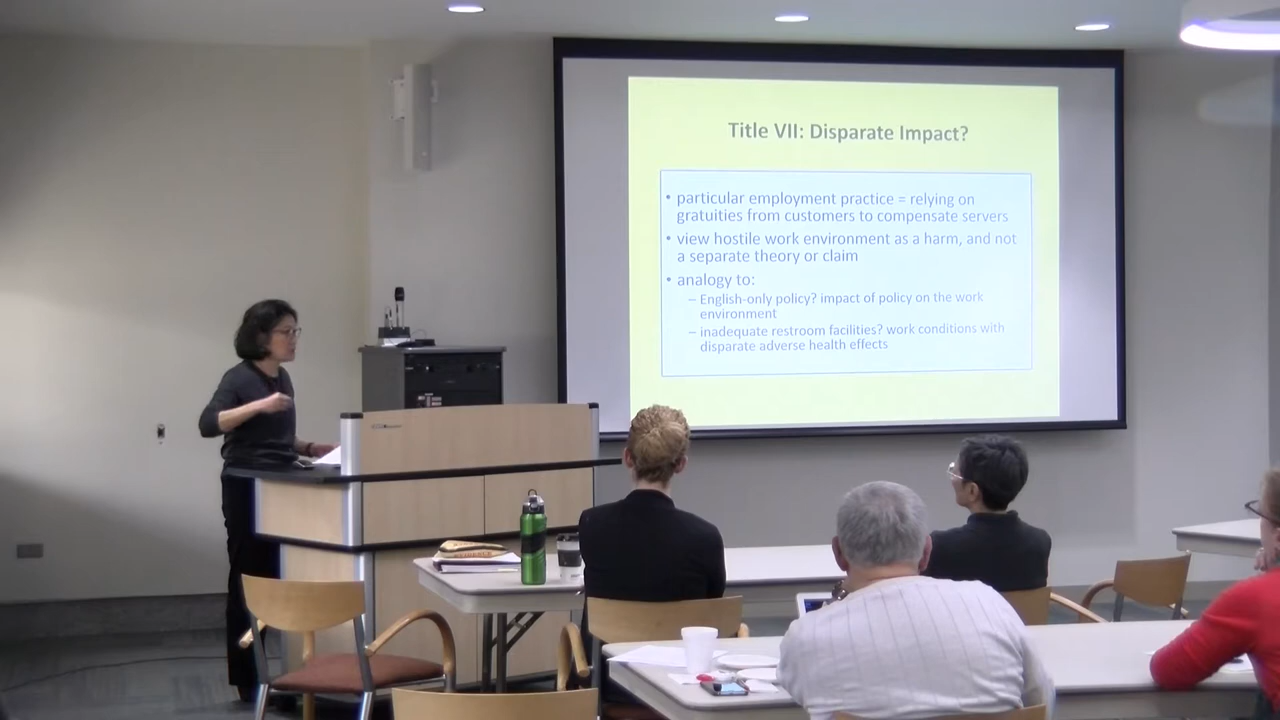 Title VII: Disparate Impact?
• particular employment practice = relying on
gratuities from customers to compensate servers
• view hostile work environment as a harm, and not
a separate theory or claim
• analogy to:
– English-only policy? impact of policy on the work
environment
– inadequate restroom facilities? work conditions with
disparate adverse health effects